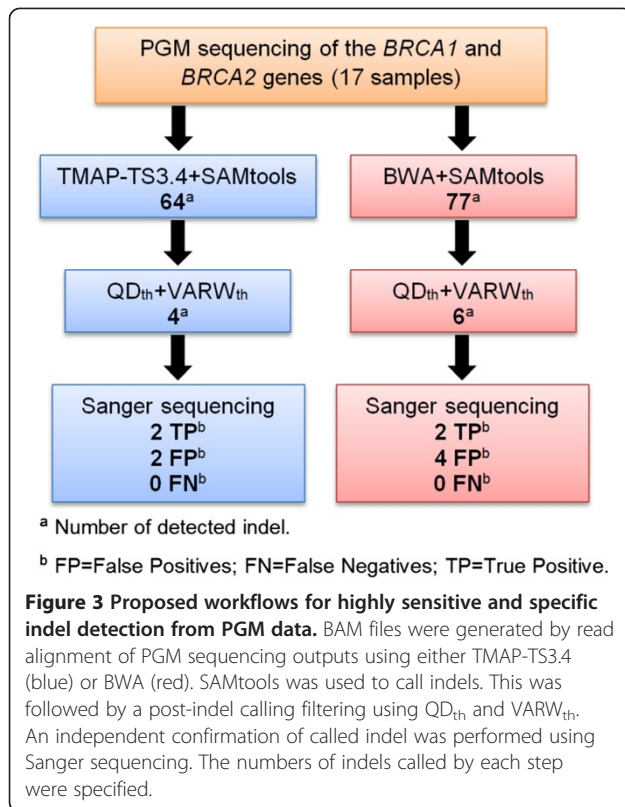 PGM sequencing of the BRCA1 and
BRCA2 genes (17 samples)
TMAP-TS3.4+SAMtools
64ᵃ
BWA+SAMtools
77ᵃ
QDth+VARWth
4ᵃ
QDth+VARWth
6ᵃ
Sanger sequencing
2 TPᵇ
2 FPᵇ
0 FNᵇ
Sanger sequencing
2 TPᵇ
4 FPᵇ
0 FNᵇ
ᵃ Number of detected indel.
ᵇ FP=False Positives; FN=False Negatives; TP=True Positive.
Figure 3 Proposed workflows for highly sensitive and specific
indel detection from PGM data. BAM files were generated by read
alignment of PGM sequencing outputs using either TMAP-TS3.4
(blue) or BWA (red). SAMtools was used to call indels. This was
followed by a post-indel calling filtering using QDth and VARWth.
An independent confirmation of called indel was performed using
Sanger sequencing. The numbers of indels called by each step
were specified.